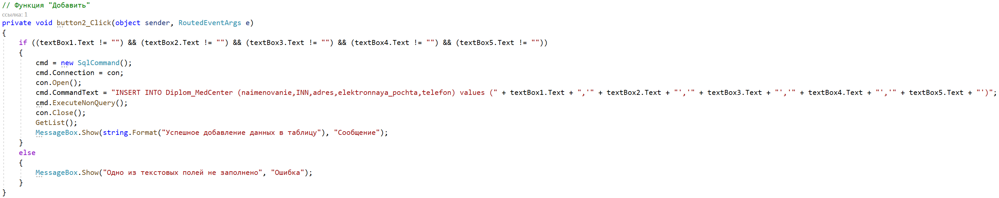 // Функция "Добавить"
ссылка: 1
private void button2_Click(object sender, RoutedEventArgs e)
{
if ((textBox1.Text != "") && (textBox2.Text != "") && (textBox3.Text != "") && (textBox4.Text != "") && (textBox5.Text != ""))
{
cmd = new SqlCommand();
cmd.Connection = con;
con.Open();
cmd.CommandText = "INSERT INTO Diplom_MedCenter (naimenovanie,INN,adres,elektronnaya_pochta,telefon) values (" + textBox1.Text + ",'" + textBox2.Text + "','" + textBox3.Text + "','" + textBox4.Text + "','" + textBox5.Text + "')";
cmd.ExecuteNonQuery();
con.Close();
GetList();
MessageBox.Show(string.Format("Успешное добавление данных в таблицу"), "Сообщение");
}
else
{
MessageBox.Show("Одно из текстовых полей не заполнено", "Ошибка");
}
}